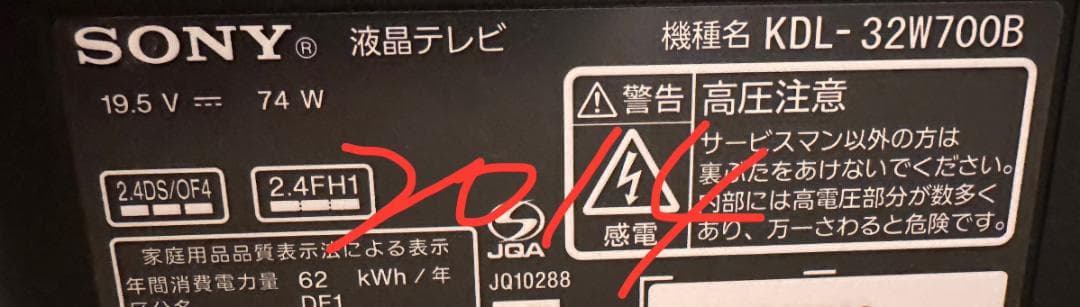 SONY® 液晶テレビ 機種名 KDL-32W700B
19.5 V ⎓ 74 W
2.4DS/OF4
2.4FH1
⚠警告 高圧注意
感電
サービスマン以外の方は
裏ぶたをあけないでください。
内部には高電圧部分が数多く
あり、万一さわると危険です。
2014
JQA
JQ10288
家庭用品品質表示法による表示
年間消費電力量 62 kWh/年
区分名 DF1